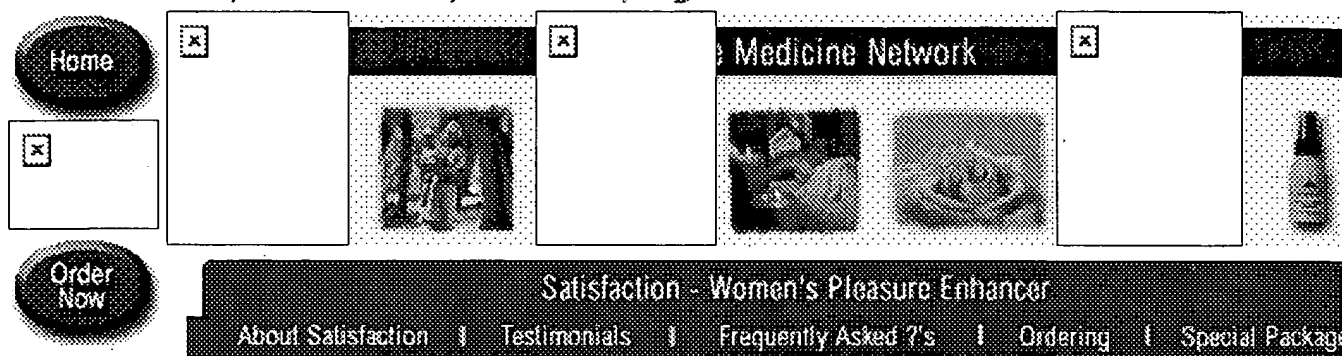 Home
Medicine Network
Order
Now
Satisfaction - Women's Pleasure Enhancer
About Satisfaction | Testimonials | Frequently Asked ?'s | Ordering | Special Packag